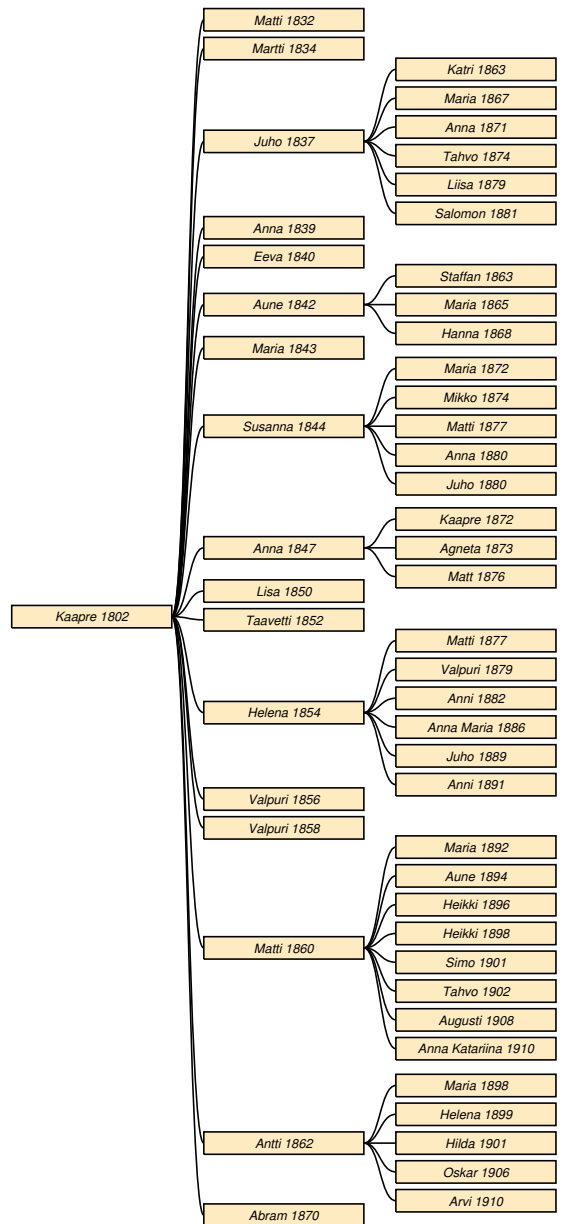 Kaapre 1802
Matti 1832
Martti 1834
Juho 1837
Katri 1863
Maria 1867
Anna 1871
Tahvo 1874
Liisa 1879
Salomon 1881
Anna 1839
Eeva 1840
Aune 1842
Staffan 1863
Maria 1865
Hanna 1868
Maria 1843
Susanna 1844
Maria 1872
Mikko 1874
Matti 1877
Anna 1880
Juho 1880
Anna 1847
Kaapre 1872
Agneta 1873
Matt 1876
Lisa 1850
Taavetti 1852
Helena 1854
Matti 1877
Valpuri 1879
Anni 1882
Anna Maria 1886
Juho 1889
Anni 1891
Valpuri 1856
Valpuri 1858
Matti 1860
Maria 1892
Aune 1894
Heikki 1896
Heikki 1898
Simo 1901
Tahvo 1902
Augusti 1908
Anna Katariina 1910
Antti 1862
Maria 1898
Helena 1899
Hilda 1901
Oskar 1906
Arvi 1910
Abram 1870